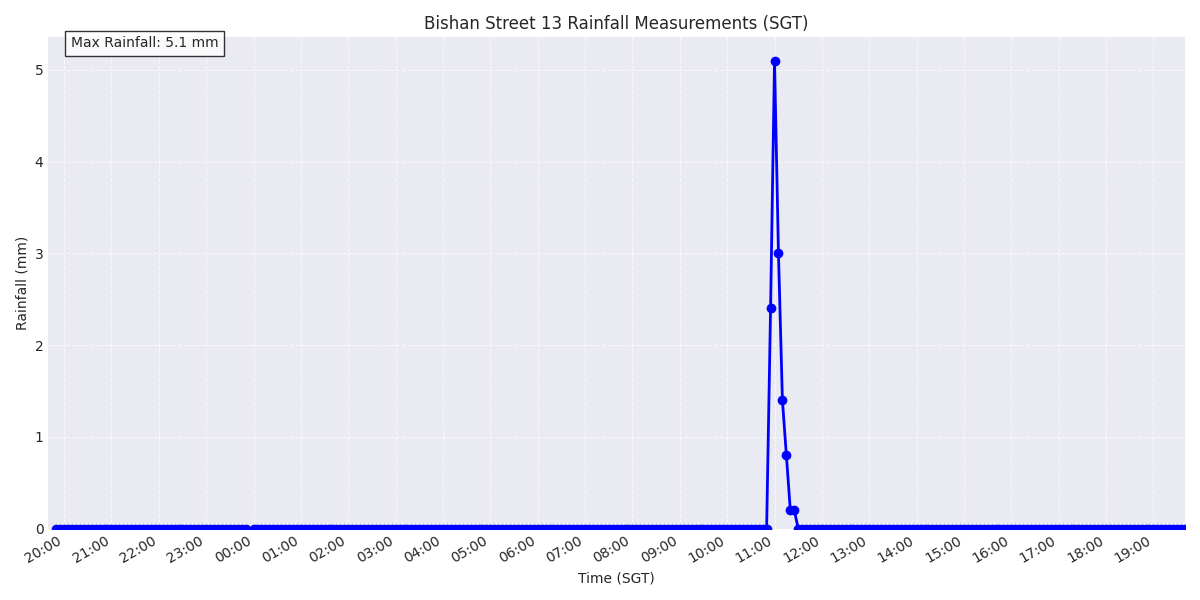 Bishan Street 13 Rainfall Measurements (SGT)
Max Rainfall: 5.1 mm
5
4
3
2
1
0
Rainfall (mm)
20:00 21:00 22:00 23:00 00:00 01:00 02:00 03:00 04:00 05:00 06:00 07:00 08:00 09:00 10:00 11:00 12:00 13:00 14:00 15:00 16:00 17:00 18:00 19:00
Time (SGT)